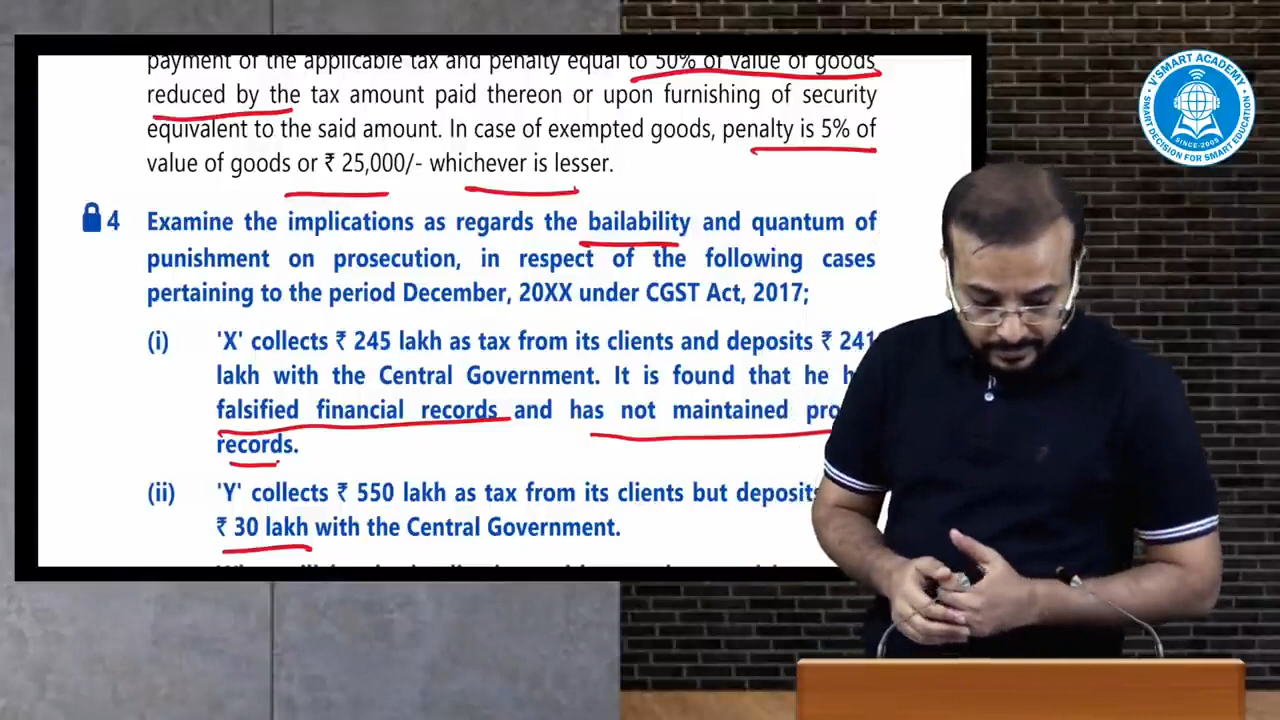 payment of the applicable tax and penalty equal to 50% of value of goods
reduced by the tax amount paid thereon or upon furnishing of security
equivalent to the said amount. In case of exempted goods, penalty is 5% of
value of goods or ₹ 25,000/- whichever is lesser.
4 Examine the implications as regards the bailability and quantum of
punishment on prosecution, in respect of the following cases
pertaining to the period December, 20XX under CGST Act, 2017;
(i) 'X' collects ₹ 245 lakh as tax from its clients and deposits ₹ 241
lakh with the Central Government. It is found that he
falsified financial records and has not maintained
records.
(ii) 'Y' collects ₹ 550 lakh as tax from its clients but
₹ 30 lakh with the Central Government.
V'SMART ACADEMY
SINCE-2005
SMART DECISION FOR SMART EDUCATION